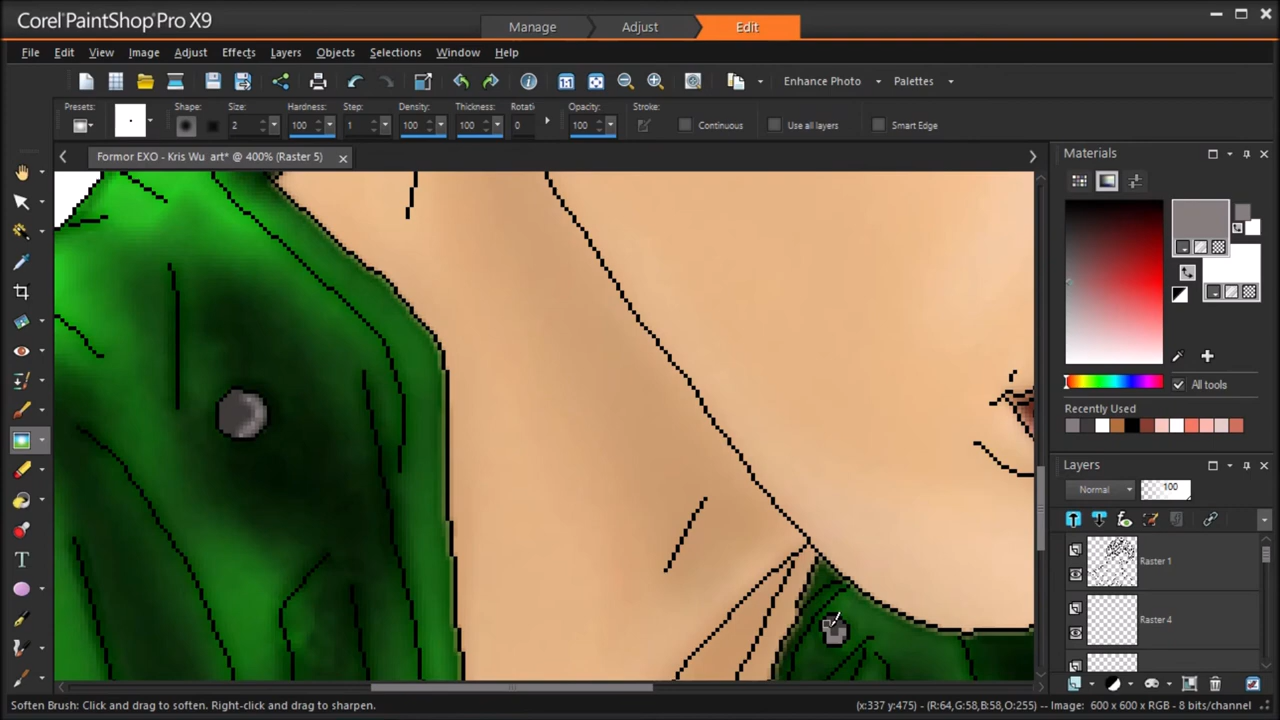 Corel PaintShop Pro X9
Manage Adjust Edit
File Edit View Image Adjust Effects Layers Objects Selections Window Help
Enhance Photo Palettes
Presets: Shape: Size: Hardness: Step: Density: Thickness: Rotati Opacity: Stroke:
2 100 1 100 100 0 100 Continuous Use all layers Smart Edge
Formor EXO - Kris Wu art* @ 400% (Raster 5)
Materials
All tools
Recently Used
Layers
Normal 100
Raster 1
Raster 4
Soften Brush: Click and drag to soften. Right-click and drag to sharpen.
(x:337 y:475) - (R:64,G:58,B:58,O:255) -- Image: 600 x 600 x RGB - 8 bits/channel